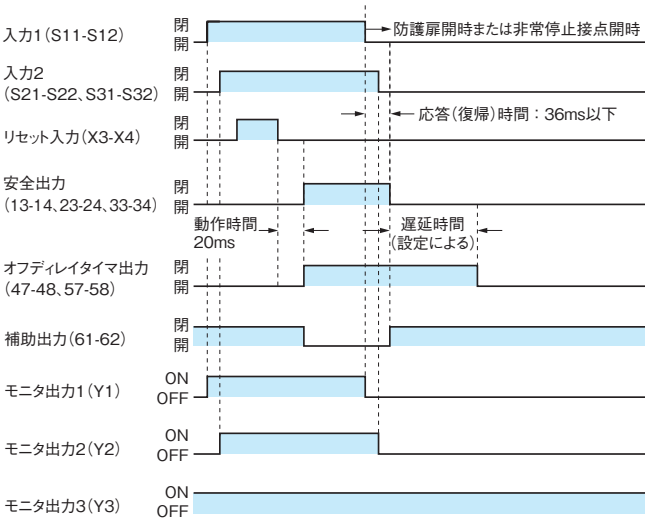 入力1(S11-S12)
閉
開
防護扉開時または非常停止接点開時
入力2
(S21-S22、S31-S32)
閉
開
応答(復帰)時間：36ms以下
リセット入力(X3-X4)
閉
開
安全出力
(13-14、23-24、33-34)
閉
開
動作時間
20ms
遅延時間
(設定による)
オフディレイタイマ出力
(47-48、57-58)
閉
開
補助出力(61-62)
閉
開
モニタ出力1(Y1)
ON
OFF
モニタ出力2(Y2)
ON
OFF
モニタ出力3(Y3)
ON
OFF